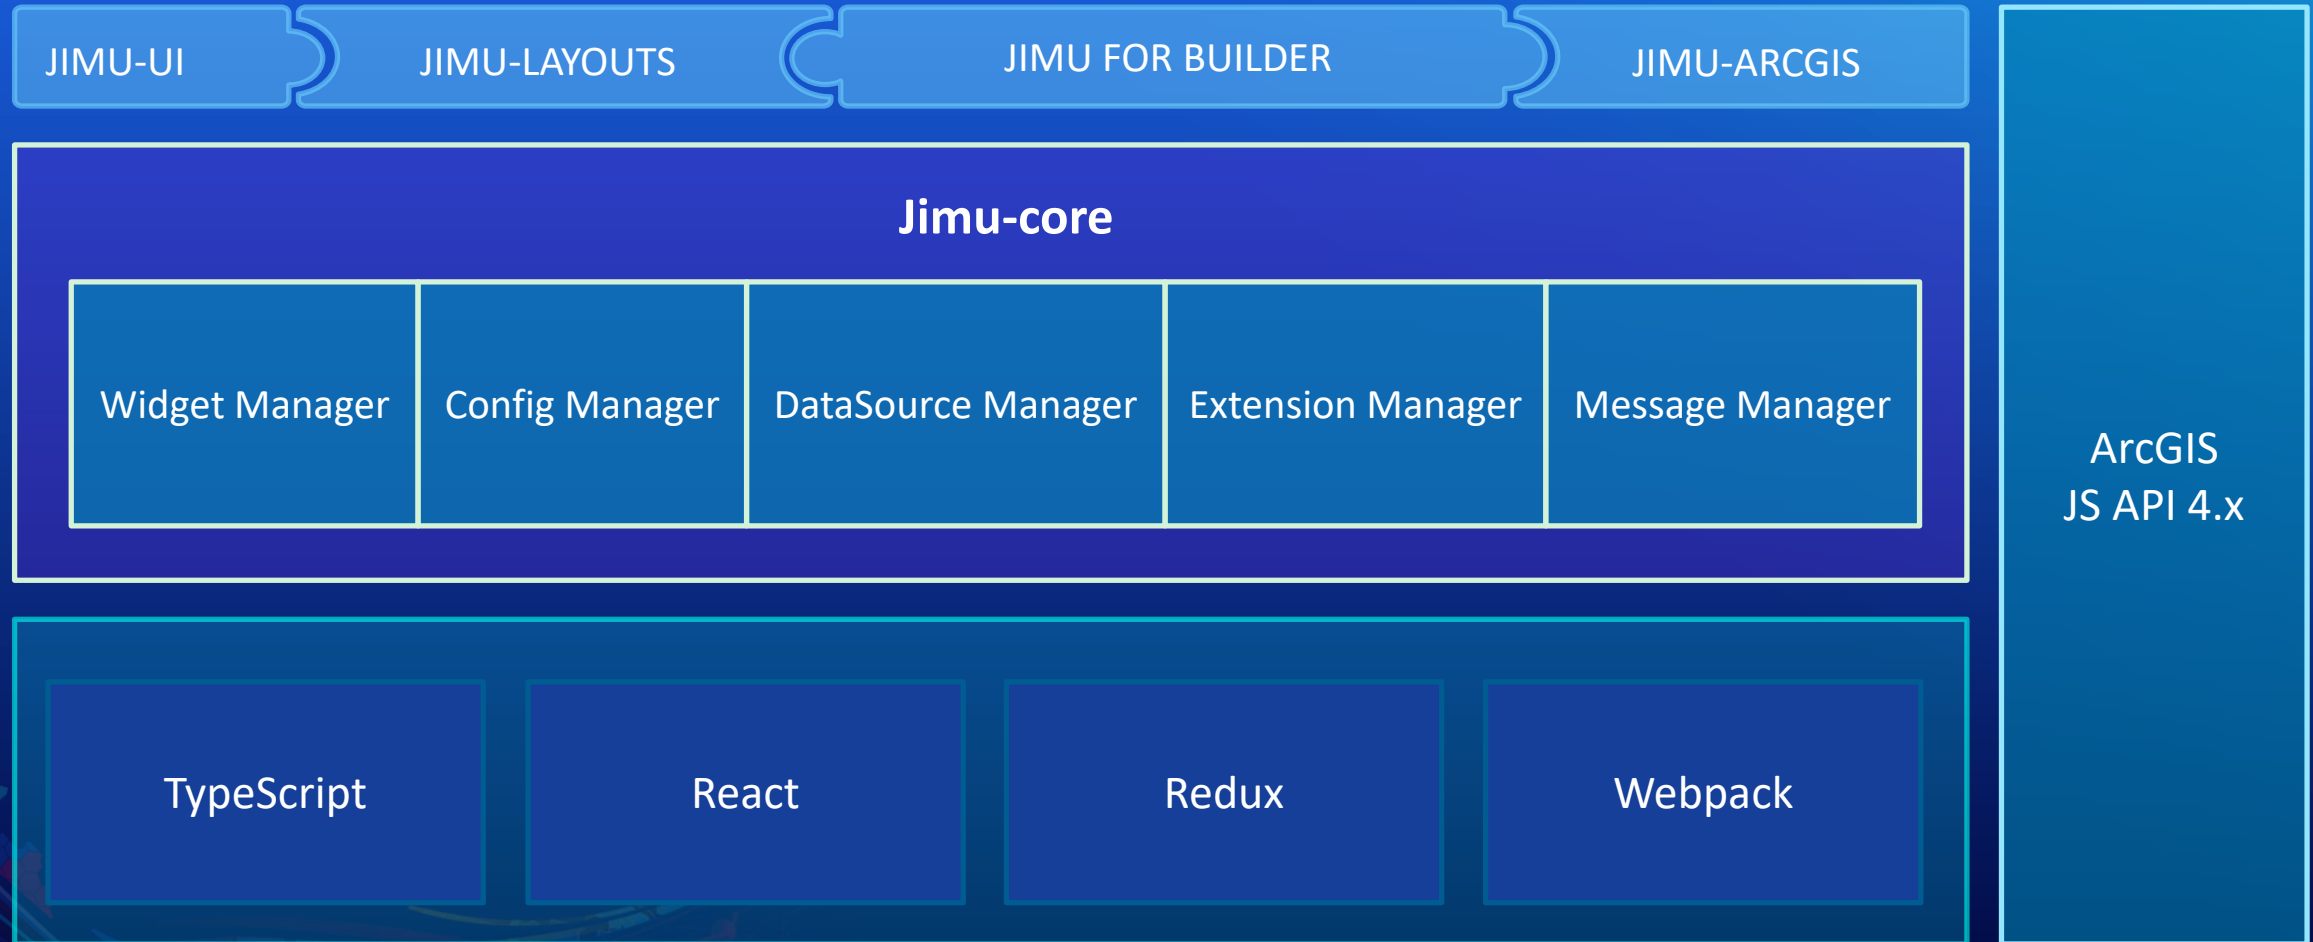 JIMU-UI
JIMU-LAYOUTS
JIMU FOR BUILDER
JIMU-ARCGIS
Jimu-core
Widget Manager
Config Manager
DataSource Manager
Extension Manager
Message Manager
ArcGIS
JS API 4.x
TypeScript
React
Redux
Webpack